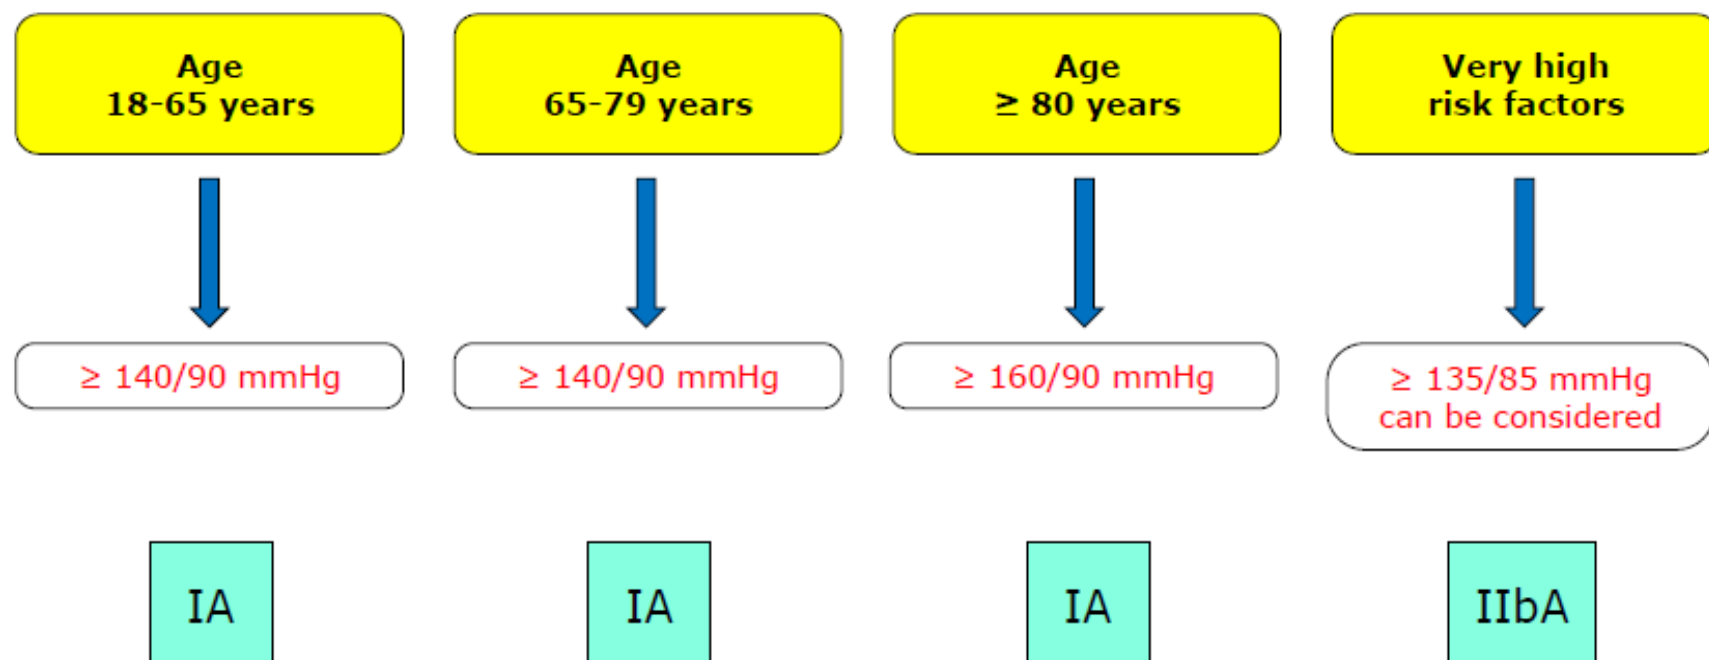 Age
18-65 years
Age
65-79 years
Age
≥ 80 years
Very high
risk factors
≥ 140/90 mmHg
≥ 140/90 mmHg
≥ 160/90 mmHg
≥ 135/85 mmHg
can be considered
IA
IA
IA
IIbA